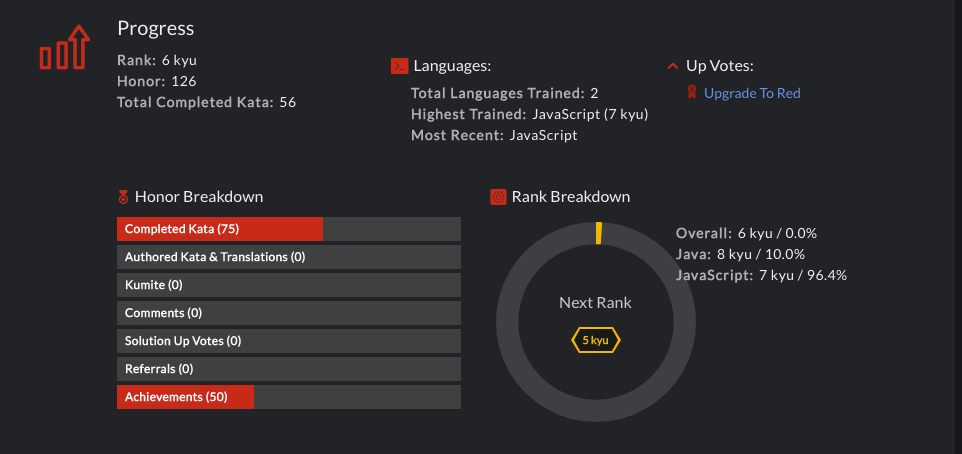 Progress
Rank: 6 kyu
Honor: 126
Total Completed Kata: 56
Languages:
Total Languages Trained: 2
Highest Trained: JavaScript (7 kyu)
Most Recent: JavaScript
Up Votes:
Upgrade To Red
Honor Breakdown
Completed Kata (75)
Authored Kata & Translations (0)
Kumite (0)
Comments (0)
Solution Up Votes (0)
Referrals (0)
Achievements (50)
Rank Breakdown
Next Rank
5 kyu
Overall: 6 kyu / 0.0%
Java: 8 kyu / 10.0%
JavaScript: 7 kyu / 96.4%